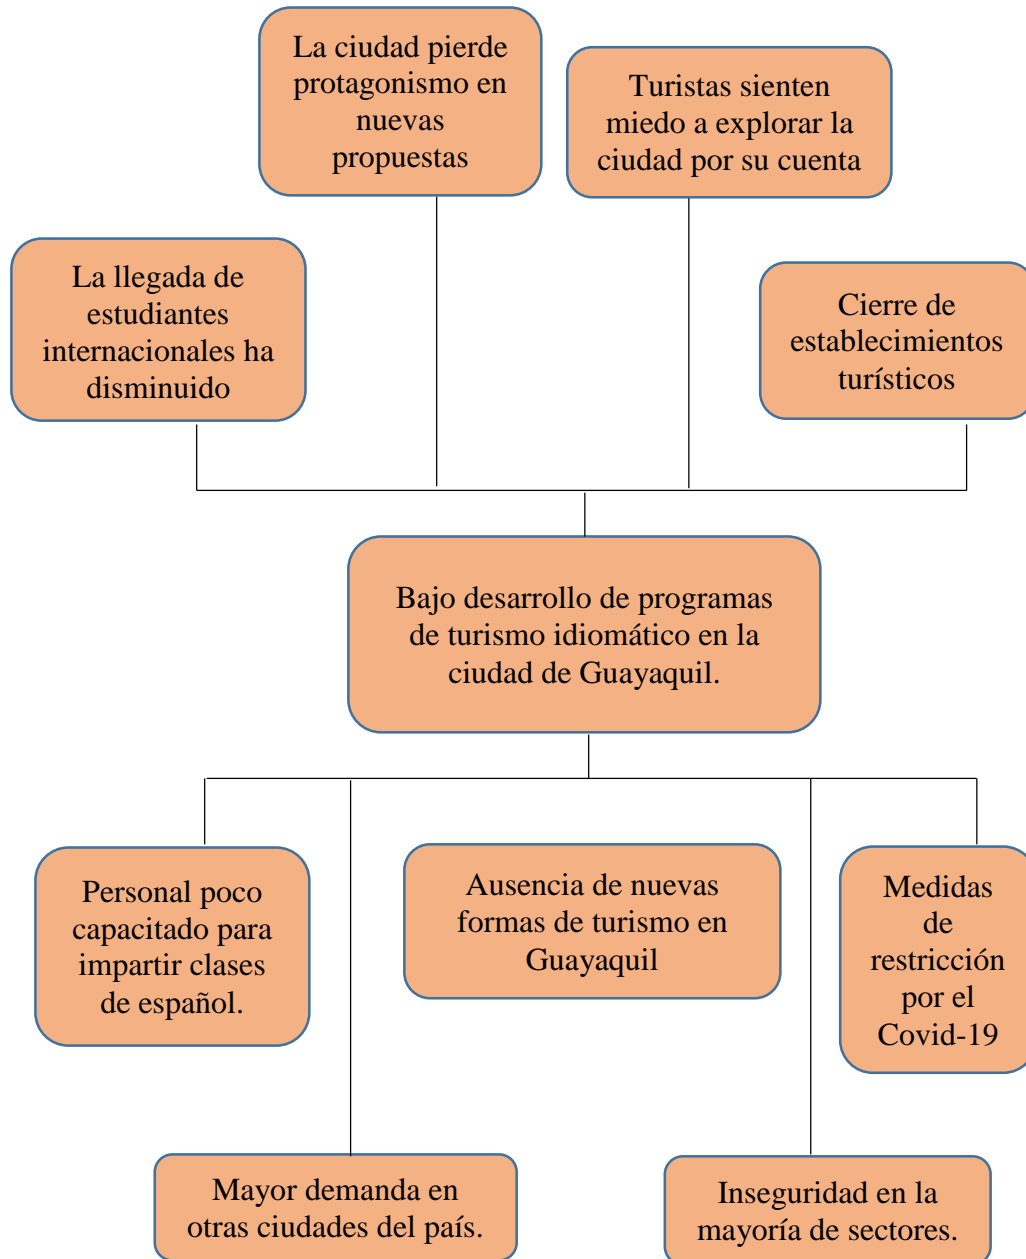 La ciudad pierde
protagonismo en
nuevas
propuestas
Turistas sienten
miedo a explorar la
ciudad por su cuenta
La llegada de
estudiantes
internacionales ha
disminuido
Cierre de
establecimientos
turísticos
Bajo desarrollo de programas
de turismo idiomático en la
ciudad de Guayaquil.
Personal poco
capacitado para
impartir clases
de español.
Ausencia de nuevas
formas de turismo en
Guayaquil
Medidas
de
restricción
por el
Covid-19
Mayor demanda en
otras ciudades del país.
Inseguridad en la
mayoría de sectores.